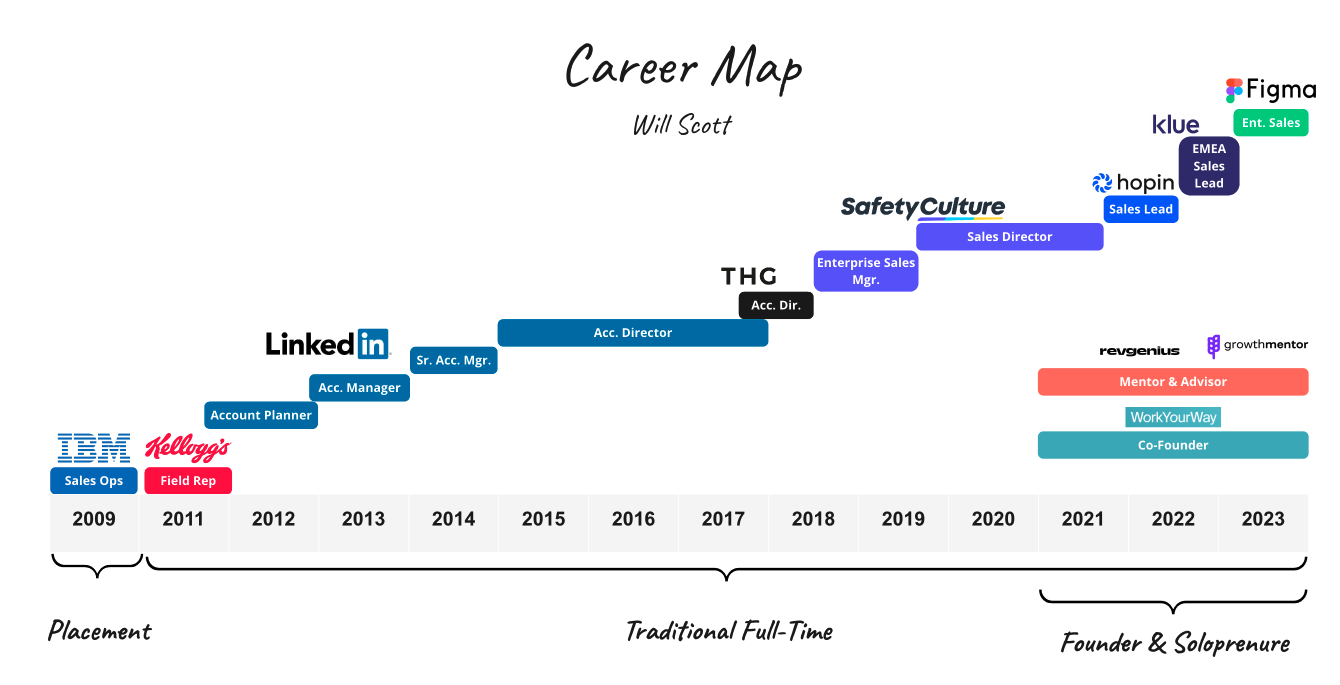 Career Map
Will Scott
Figma
Ent. Sales
klue
EMEA
Sales
Lead
hopin
Sales Lead
SafetyCulture
Sales Director
Enterprise Sales
Mgr.
THG
Acc. Dir.
Acc. Director
Linkedin
Sr. Acc. Mgr.
Acc. Manager
Account Planner
IBM
Sales Ops
Kellogg's
Field Rep
revgenius
growthmentor
Mentor & Advisor
WorkYourWay
Co-Founder
2009 2011 2012 2013 2014 2015 2016 2017 2018 2019 2020 2021 2022 2023
Placement
Traditional Full-Time
Founder & Soloprenure